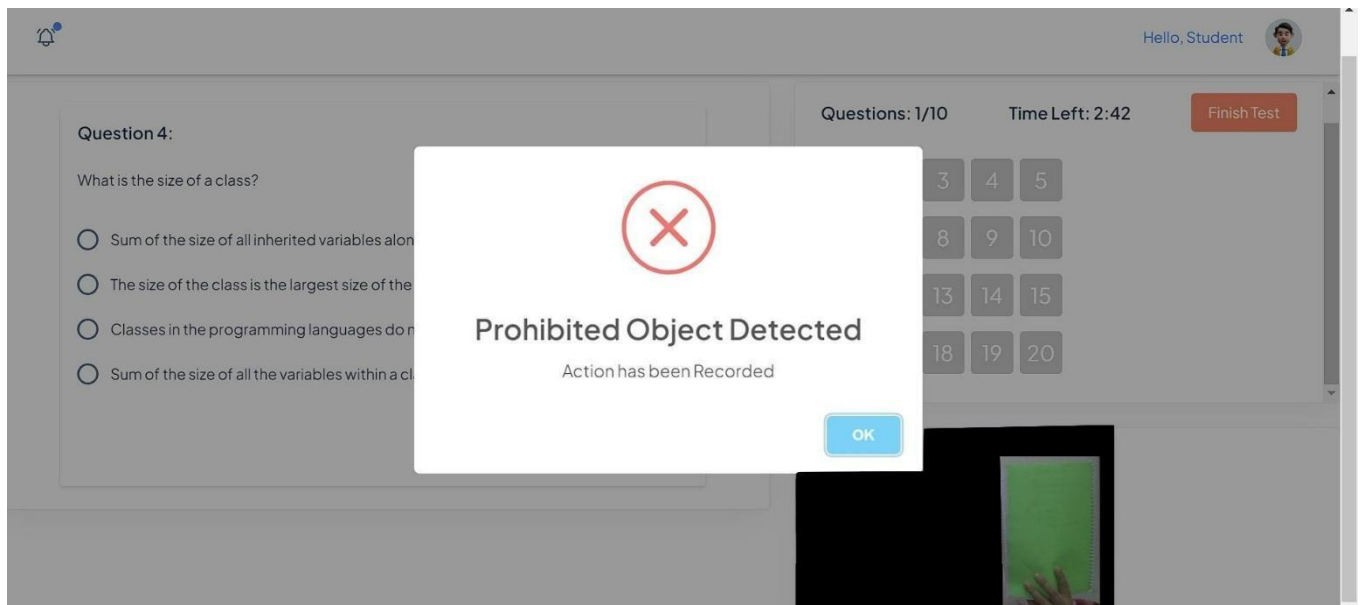 Hello, Student
Question 4:
What is the size of a class?
Sum of the size of all inherited variables alon
The size of the class is the largest size of the
Classes in the programming languages do n
Sum of the size of all the variables within a cl
Questions: 1/10 Time Left: 2:42 Finish Test
3 4 5
8 9 10
13 14 15
18 19 20
Prohibited Object Detected
Action has been Recorded
OK